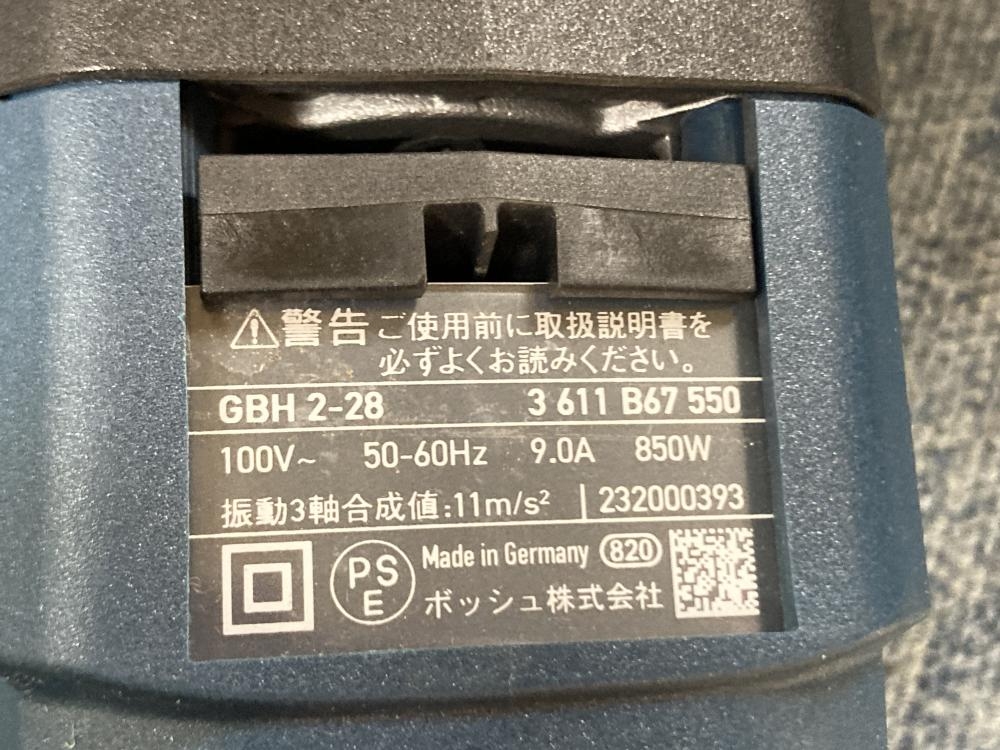 警告 ご使用前に取扱説明書を
必ずよくお読みください。
GBH 2-28 3 611 B67 550
100V~ 50-60Hz 9.0A 850W
振動3軸合成値:11m/s² 232000393
PS E Made in Germany 820
ボッシュ株式会社